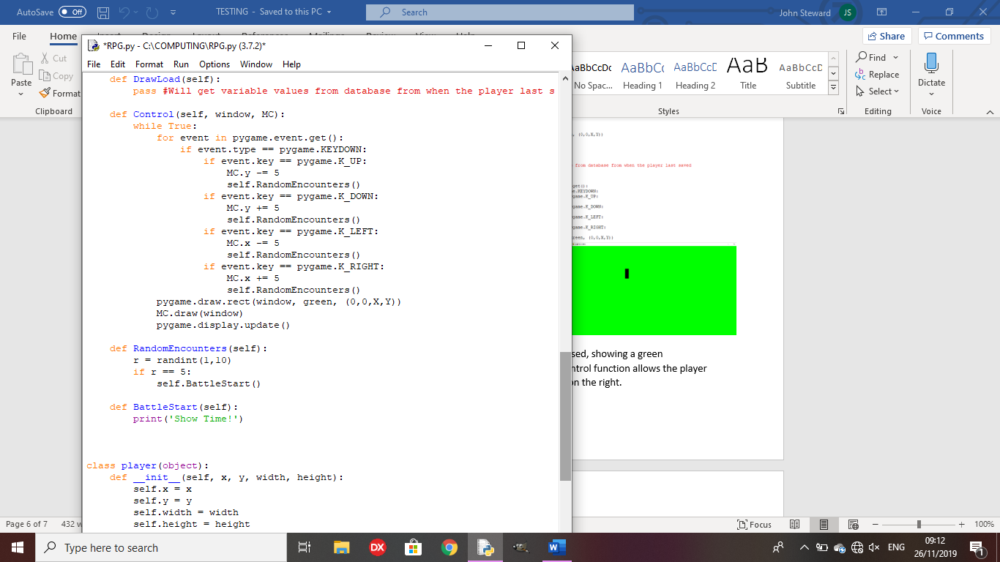 AutoSave Off
TESTING - Saved to this PC
Search
John Steward JS
File Home
Share Comments
*RPG.py - C:\COMPUTING\RPG.py (3.7.2)*
File Edit Format Run Options Window Help
Paste
Cut
Copy
Format
Clipboard
AaBbCcDc AaBbCc AaBbCcD AaB AaBbCcD
No Spac... Heading 1 Heading 2 Title Subtitle
Styles
Find
Replace
Select
Editing
Dictate
Voice
def DrawLoad(self):
pass #Will get variable values from database from when the player last s
def Control(self, window, MC):
while True:
for event in pygame.event.get():
if event.type == pygame.KEYDOWN:
if event.key == pygame.K_UP:
MC.y -= 5
self.RandomEncounters()
if event.key == pygame.K_DOWN:
MC.y += 5
self.RandomEncounters()
if event.key == pygame.K_LEFT:
MC.x -= 5
self.RandomEncounters()
if event.key == pygame.K_RIGHT:
MC.x += 5
self.RandomEncounters()
pygame.draw.rect(window, green, (0,0,X,Y))
MC.draw(window)
pygame.display.update()
def RandomEncounters(self):
r = randint(1,10)
if r == 5:
self.BattleStart()
def BattleStart(self):
print('Show Time!')
class player(object):
def __init__(self, x, y, width, height):
self.x = x
self.y = y
self.width = width
self.height = height
, (0,0,X,Y))
from database from when the player last saved
get():
e.KEYDOWN:
game.K_UP:
game.K_DOWN:
game.K_LEFT:
game.K_RIGHT:
reen, (0,0,X,Y))
sed, showing a green
ntrol function allows the player
on the right.
Page 6 of 7 432 w
Focus
100%
Type here to search
DX
ENG
09:12
26/11/2019
1